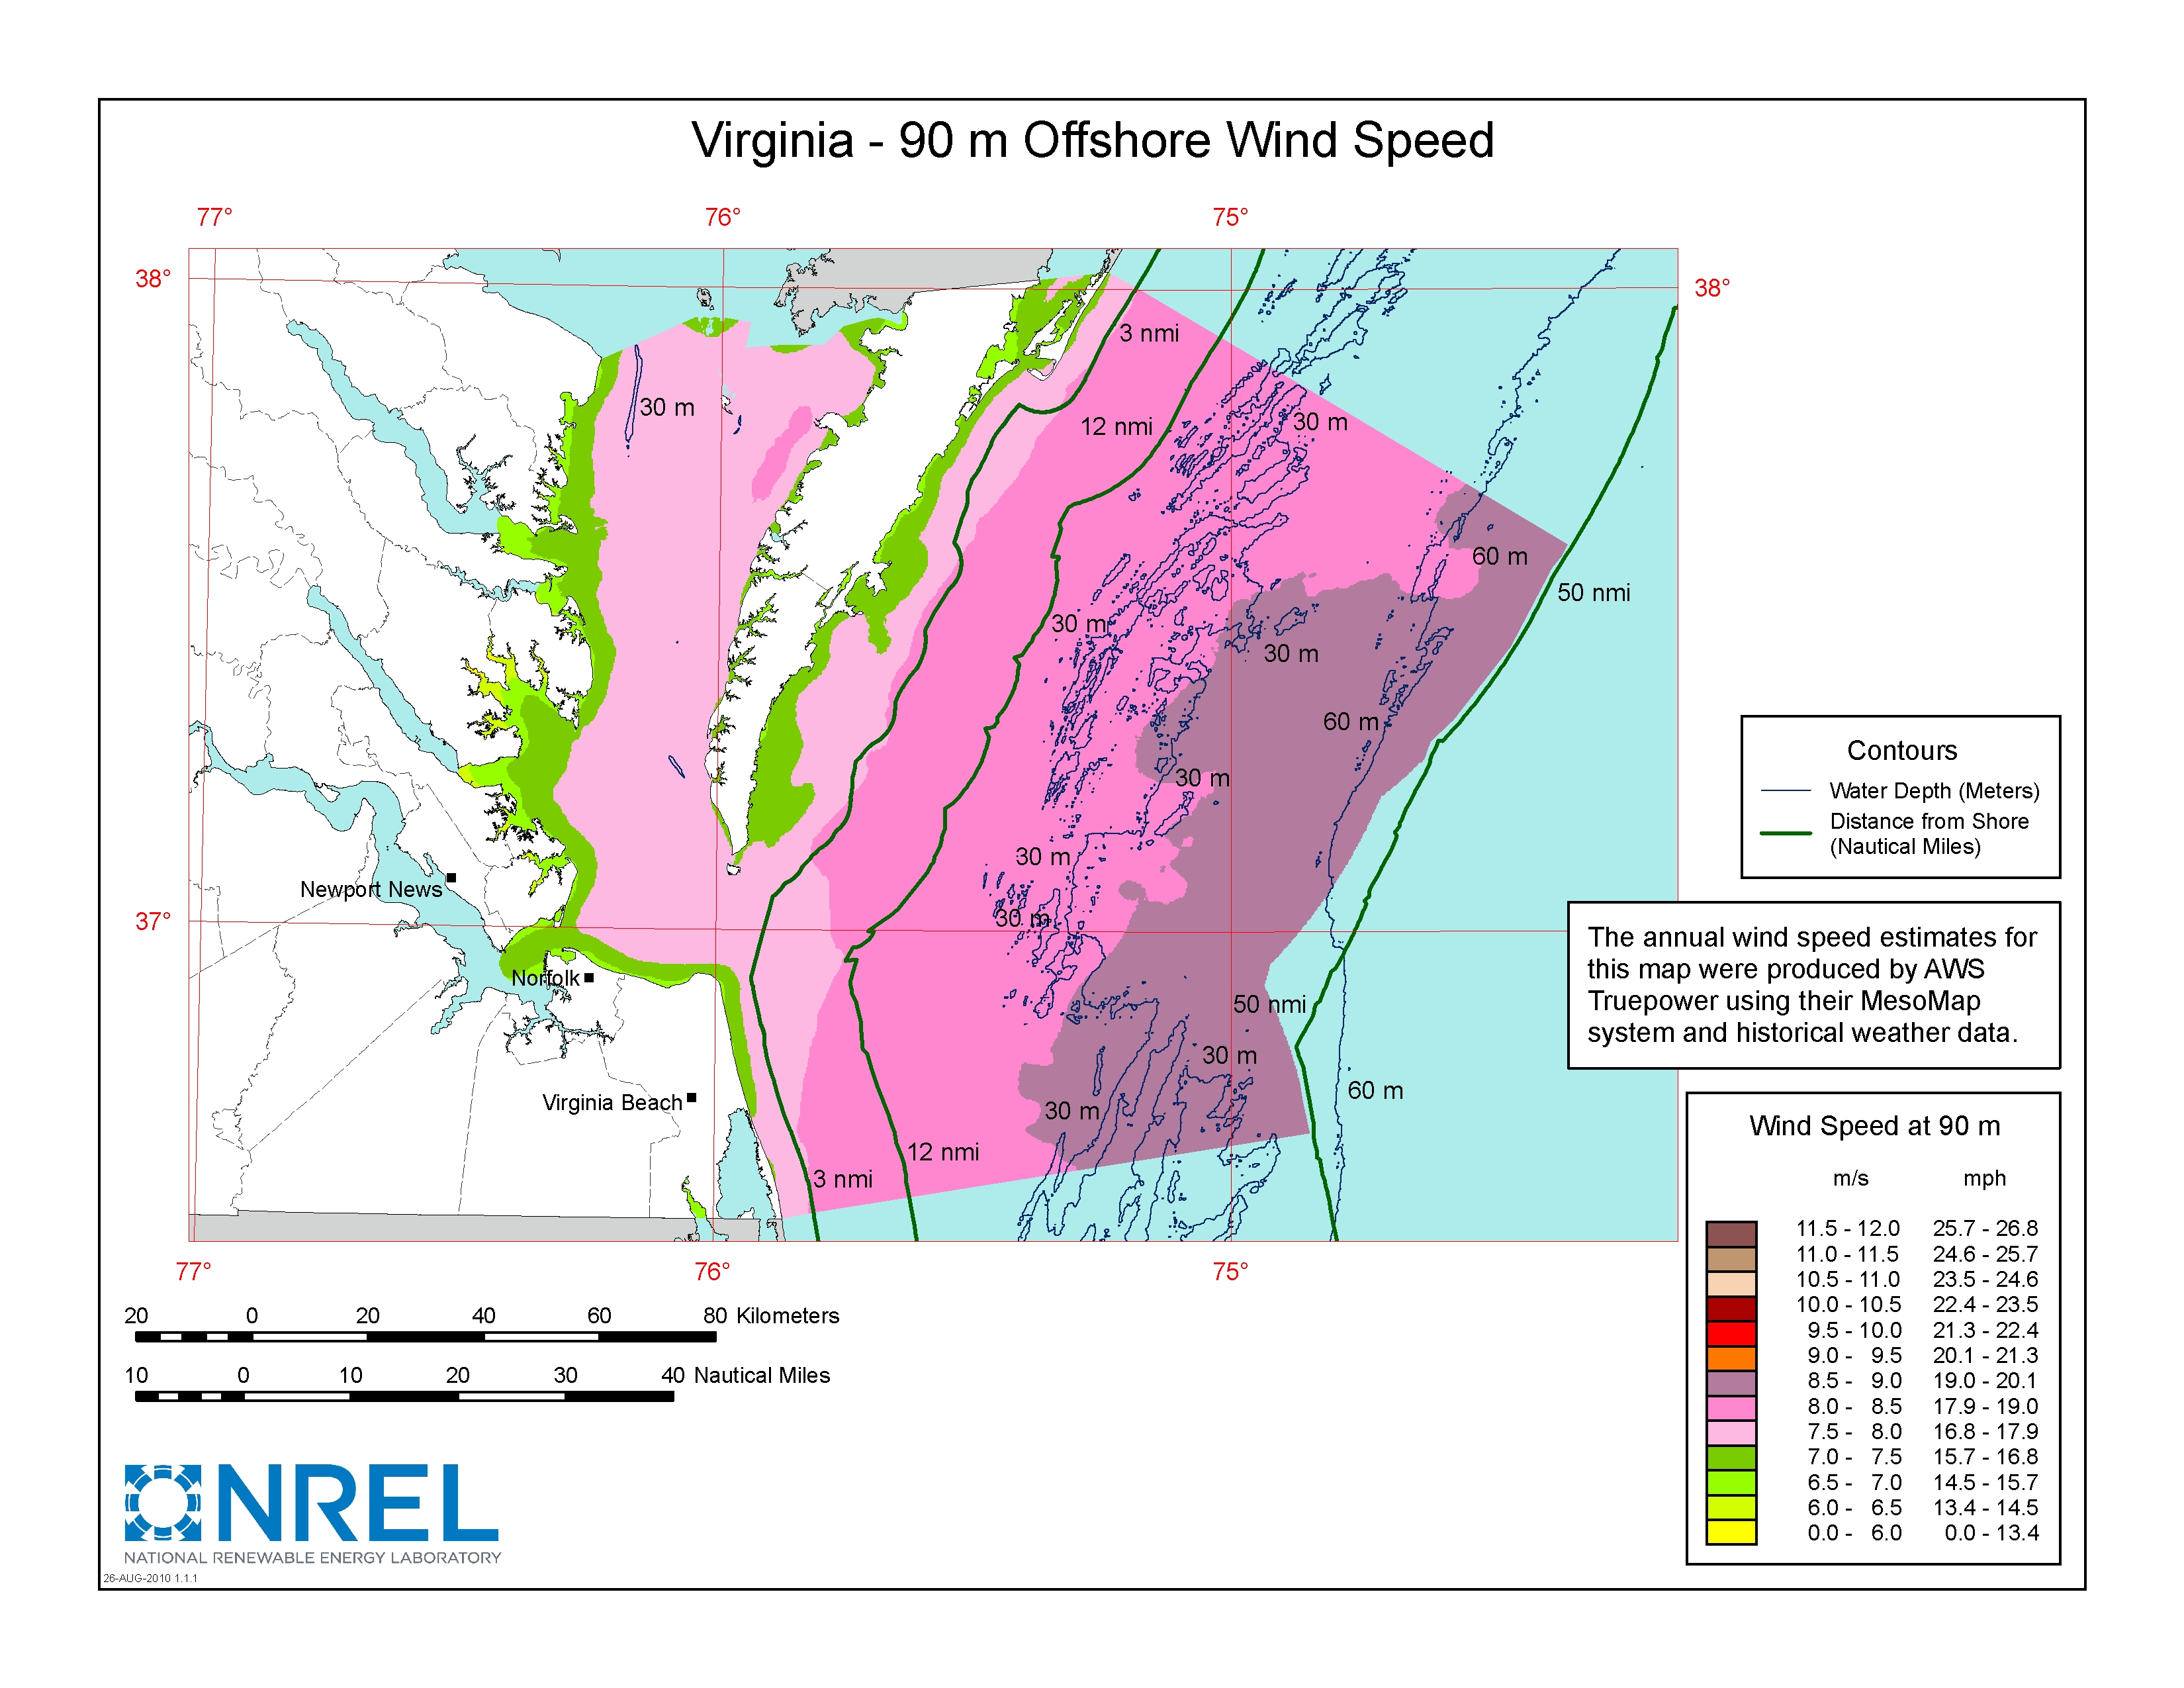 Virginia - 90 m Offshore Wind Speed
77° 76° 75°
38° 38°
3 nmi
30 m
12 nmi
30 m
60 m
50 nmi
30 m
30 m
60 m
30 m
30 m
Newport News
37°
30 m
Norfolk
50 nmi
30 m
60 m
Virginia Beach
30 m
12 nmi
3 nmi
77° 76° 75°
Contours
Water Depth (Meters)
Distance from Shore
(Nautical Miles)
The annual wind speed estimates for
this map were produced by AWS
Truepower using their MesoMap
system and historical weather data.
Wind Speed at 90 m
m/s mph
11.5 - 12.0 25.7 - 26.8
11.0 - 11.5 24.6 - 25.7
10.5 - 11.0 23.5 - 24.6
10.0 - 10.5 22.4 - 23.5
9.5 - 10.0 21.3 - 22.4
9.0 - 9.5 20.1 - 21.3
8.5 - 9.0 19.0 - 20.1
8.0 - 8.5 17.9 - 19.0
7.5 - 8.0 16.8 - 17.9
7.0 - 7.5 15.7 - 16.8
6.5 - 7.0 14.5 - 15.7
6.0 - 6.5 13.4 - 14.5
0.0 - 6.0 0.0 - 13.4
20 0 20 40 60 80 Kilometers
10 0 10 20 30 40 Nautical Miles
NREL
NATIONAL RENEWABLE ENERGY LABORATORY
26-AUG-2010 1.1.1